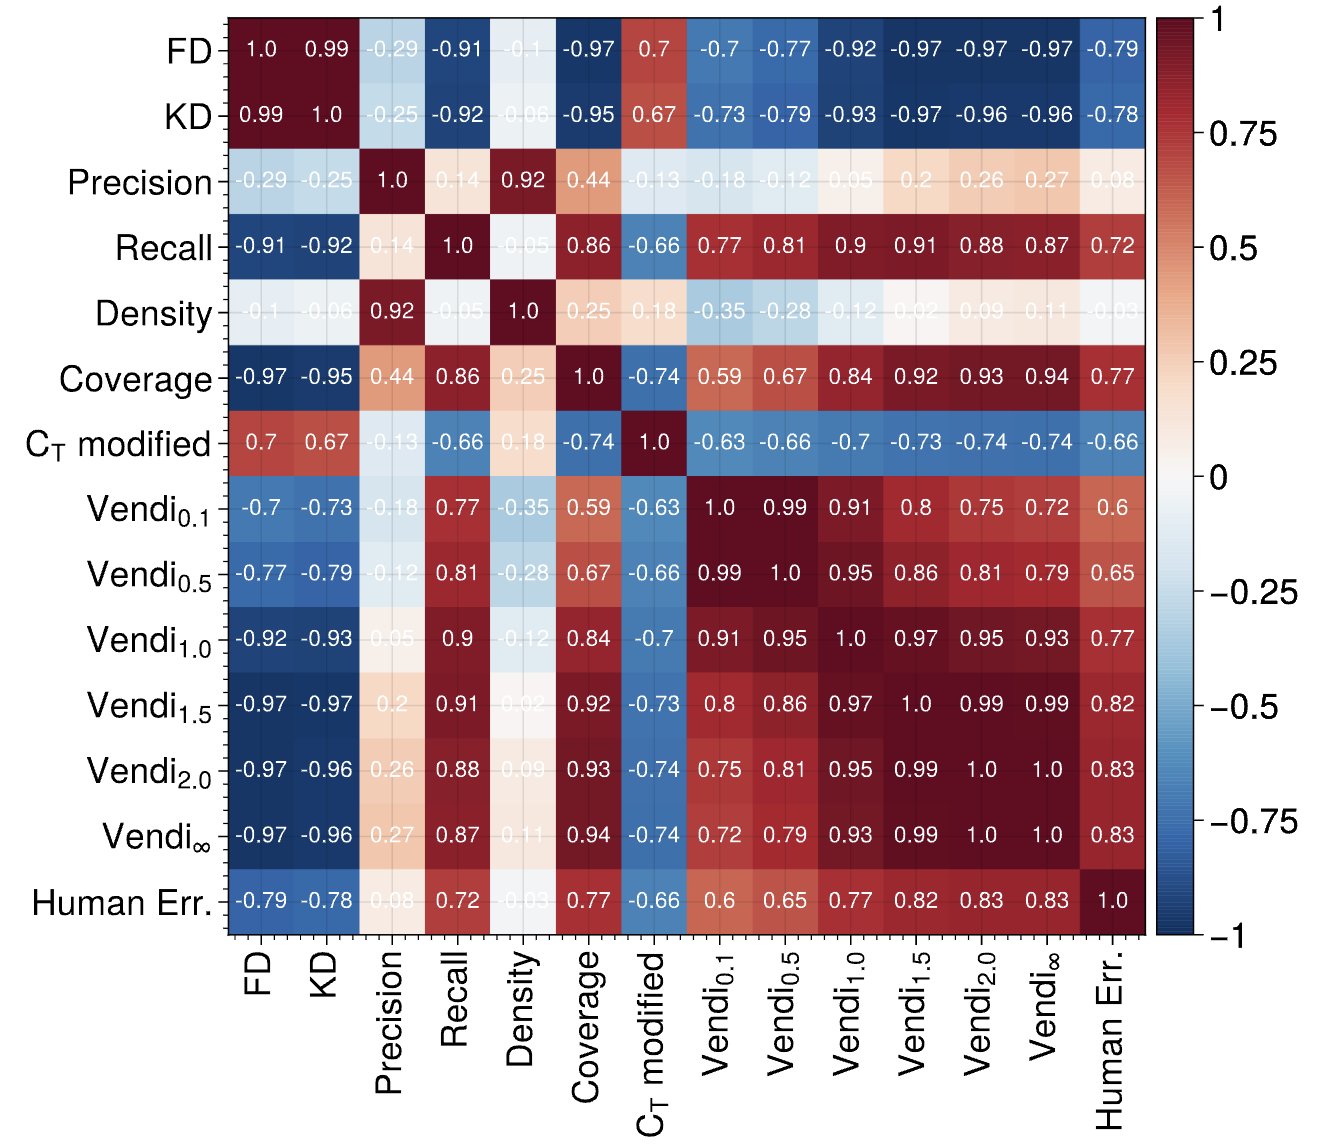 FD 1.0 0.99 -0.29 -0.91 -0.1 -0.97 0.7 -0.7 -0.77 -0.92 -0.97 -0.97 -0.97 -0.79
KD 0.99 1.0 -0.25 -0.92 -0.06 -0.95 0.67 -0.73 -0.79 -0.93 -0.97 -0.96 -0.96 -0.78
Precision -0.29 -0.25 1.0 0.14 0.92 0.44 -0.13 -0.18 -0.12 0.05 0.2 0.26 0.27 0.08
Recall -0.91 -0.92 0.14 1.0 -0.05 0.86 -0.66 0.77 0.81 0.9 0.91 0.88 0.87 0.72
Density -0.1 -0.06 0.92 -0.05 1.0 0.25 0.18 -0.35 -0.28 -0.12 0.02 0.09 0.11 -0.03
Coverage -0.97 -0.95 0.44 0.86 0.25 1.0 -0.74 0.59 0.67 0.84 0.92 0.93 0.94 0.77
C_T modified 0.7 0.67 -0.13 -0.66 0.18 -0.74 1.0 -0.63 -0.66 -0.7 -0.73 -0.74 -0.74 -0.66
Vendi_0.1 -0.7 -0.73 -0.18 0.77 -0.35 0.59 -0.63 1.0 0.99 0.91 0.8 0.75 0.72 0.6
Vendi_0.5 -0.77 -0.79 -0.12 0.81 -0.28 0.67 -0.66 0.99 1.0 0.95 0.86 0.81 0.79 0.65
Vendi_1.0 -0.92 -0.93 0.05 0.9 -0.12 0.84 -0.7 0.91 0.95 1.0 0.97 0.95 0.93 0.77
Vendi_1.5 -0.97 -0.97 0.2 0.91 0.02 0.92 -0.73 0.8 0.86 0.97 1.0 0.99 0.99 0.82
Vendi_2.0 -0.97 -0.96 0.26 0.88 0.09 0.93 -0.74 0.75 0.81 0.95 0.99 1.0 1.0 0.83
Vendi_∞ -0.97 -0.96 0.27 0.87 0.11 0.94 -0.74 0.72 0.79 0.93 0.99 1.0 1.0 0.83
Human Err. -0.79 -0.78 0.08 0.72 -0.03 0.77 -0.66 0.6 0.65 0.77 0.82 0.83 0.83 1.0
FD
KD
Precision
Recall
Density
Coverage
C_T modified
Vendi_0.1
Vendi_0.5
Vendi_1.0
Vendi_1.5
Vendi_2.0
Vendi_∞
Human Err.
1
0.75
0.5
0.25
0
−0.25
−0.5
−0.75
−1